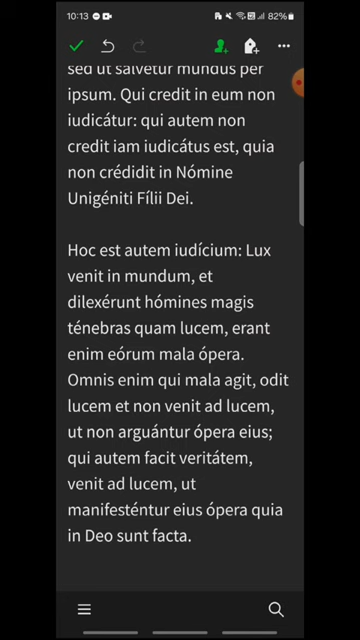 10:13
82%
sed ut salvetur mundus per
ipsum. Qui credit in eum non
iudicátur: qui autem non
credit iam iudicátus est, quia
non crédidit in Nómine
Unigéniti Fílii Dei.
Hoc est autem iudícium: Lux
venit in mundum, et
dilexérunt hómines magis
ténebras quam lucem, erant
enim eórum mala ópera.
Omnis enim qui mala agit, odit
lucem et non venit ad lucem,
ut non arguántur ópera eius;
qui autem facit veritátem,
venit ad lucem, ut
manifesténtur eius ópera quia
in Deo sunt facta.